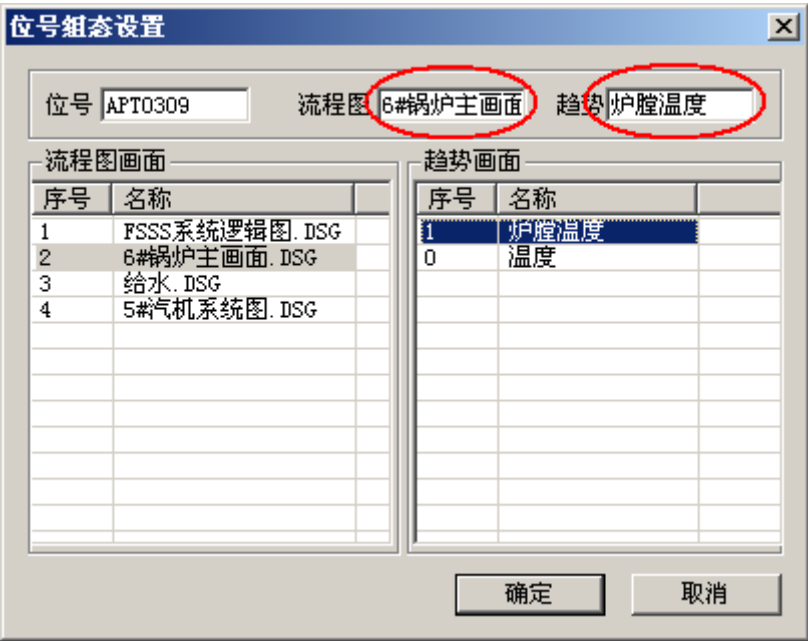 位号组态设置
位号 APT0309 流程图 6#锅炉主画面 趋势 炉膛温度
流程图画面 趋势画面
序号 名称 序号 名称
1 FSSS系统逻辑图.DSG 1 炉膛温度
2 6#锅炉主画面.DSG 0 温度
3 给水.DSG
4 5#汽机系统图.DSG
确定 取消